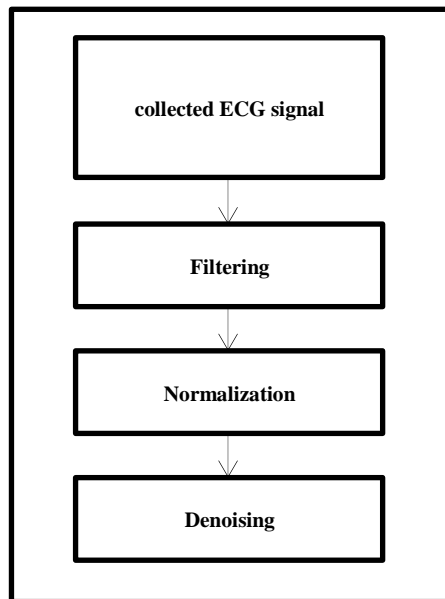 collected ECG signal
Filtering
Normalization
Denoising